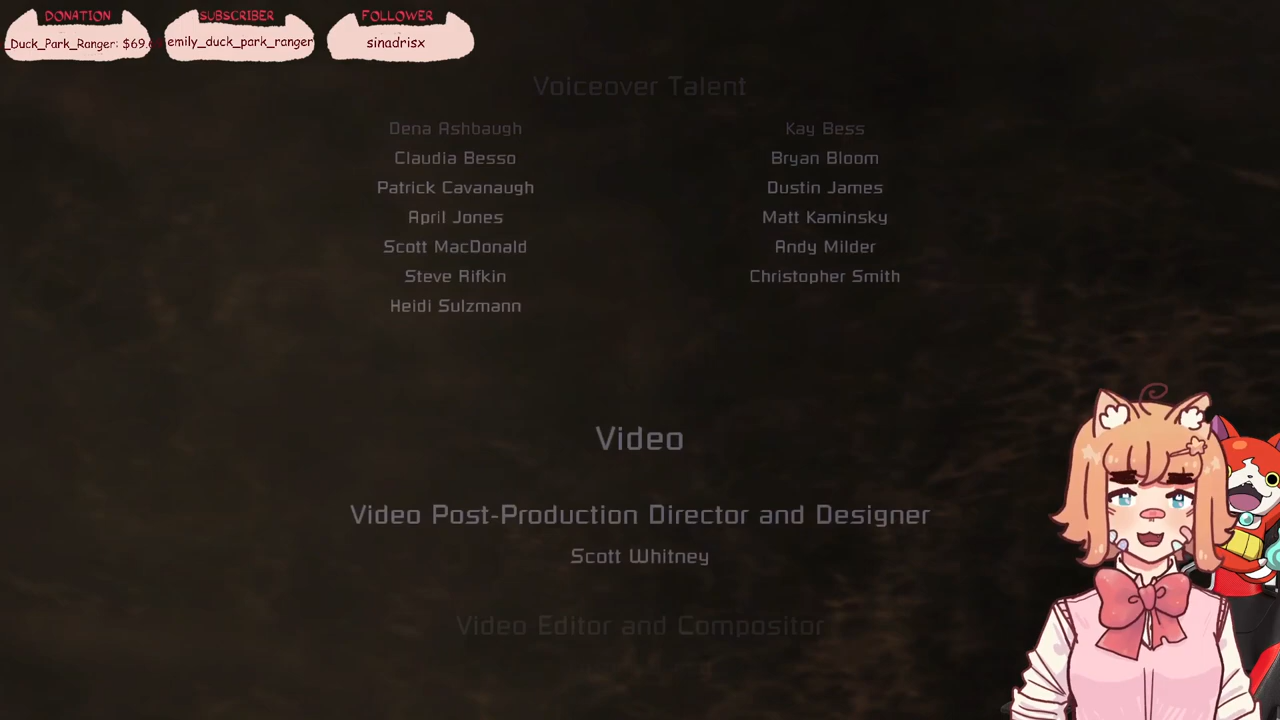 DONATION
_Duck_Park_Ranger: $69.
SUBSCRIBER
emily_duck_park_ranger
FOLLOWER
sinadrisx
Voiceover Talent
Dena Ashbaugh Kay Bess
Claudia Besso Bryan Bloom
Patrick Cavanaugh Dustin James
April Jones Matt Kaminsky
Scott MacDonald Andy Milder
Steve Rifkin Christopher Smith
Heidi Sulzmann
Video
Video Post-Production Director and Designer
Scott Whitney
Video Editor and Compositor